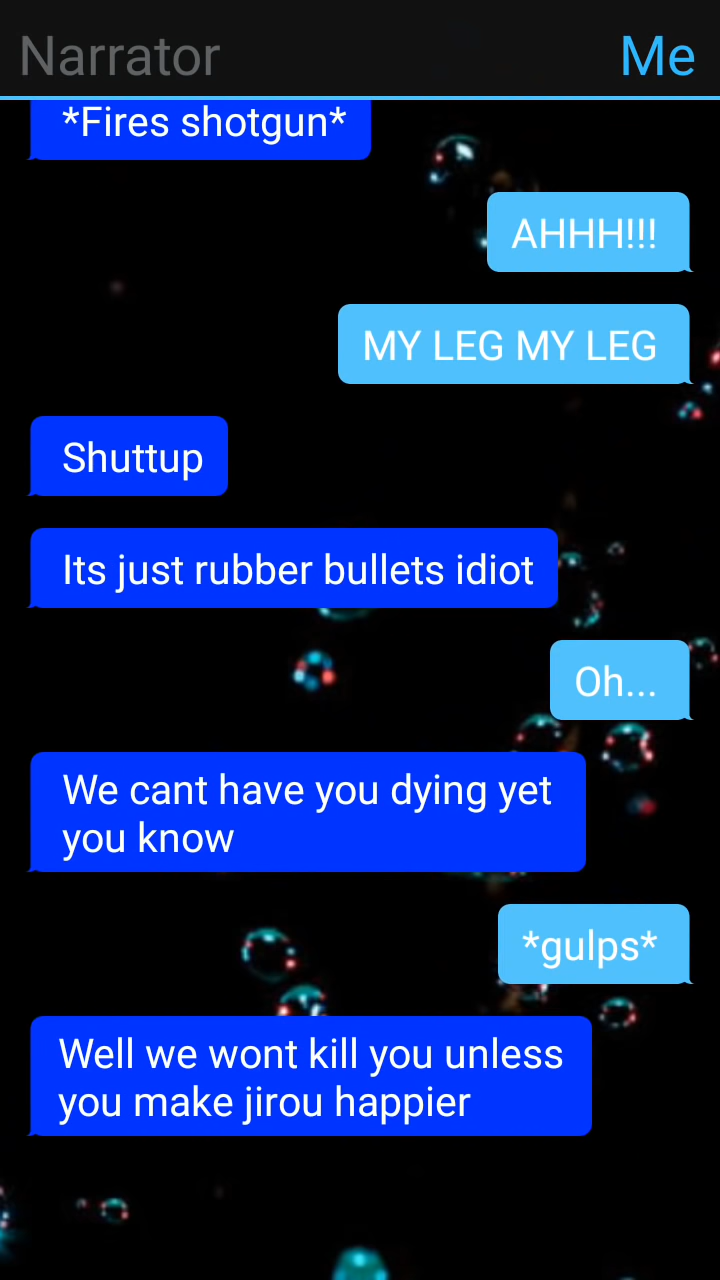 Narrator
Me
*Fires shotgun*
AHHH!!!
MY LEG MY LEG
Shuttup
Its just rubber bullets idiot
Oh...
We cant have you dying yet
you know
*gulps*
Well we wont kill you unless
you make jirou happier